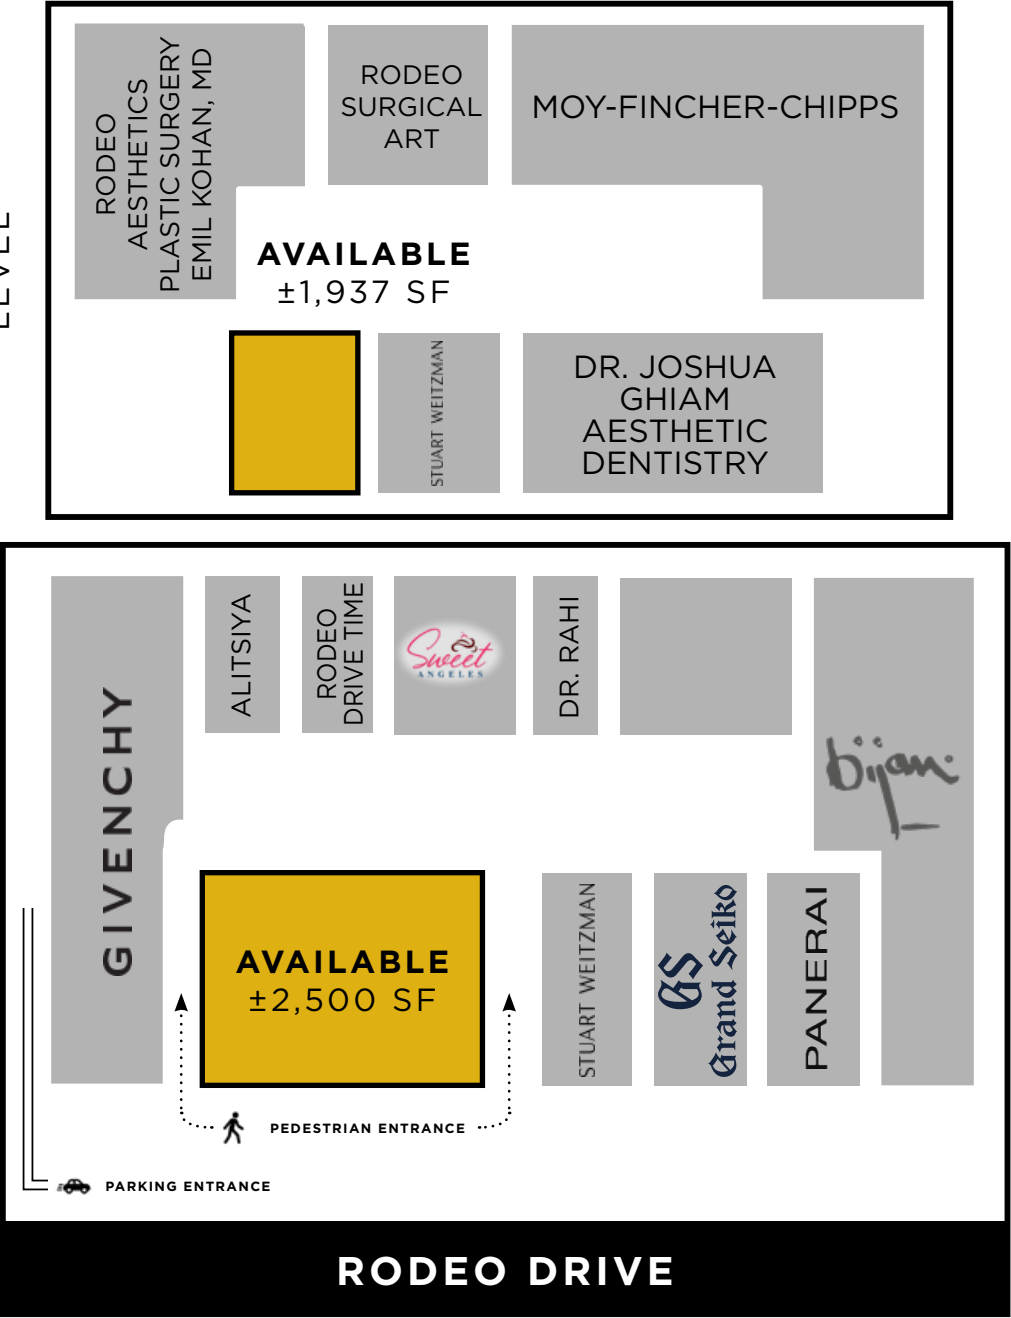 RODEO
AESTHETICS
PLASTIC SURGERY
EMIL KOHAN, MD
RODEO
SURGICAL
ART
MOY-FINCHER-CHIPPS
AVAILABLE
±1,937 SF
STUART WEITZMAN
DR. JOSHUA
GHIAM
AESTHETIC
DENTISTRY
GIVENCHY
ALITSIYA
RODEO
DRIVE TIME
Sweet
ANGELES
DR. RAHI
bijan
AVAILABLE
±2,500 SF
STUART WEITZMAN
GS
Grand Seiko
PANERAI
PEDESTRIAN ENTRANCE
PARKING ENTRANCE
RODEO DRIVE